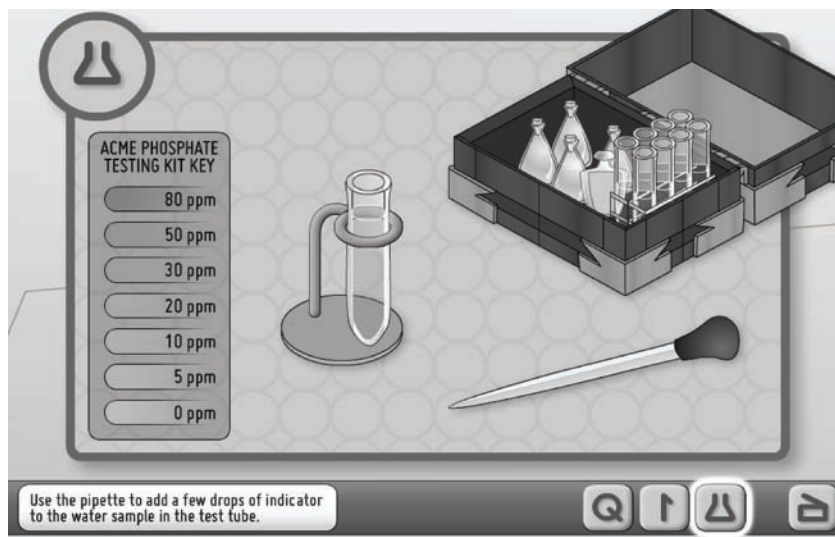 ACME PHOSPHATE
TESTING KIT KEY
80 ppm
50 ppm
30 ppm
20 ppm
10 ppm
5 ppm
0 ppm
Use the pipette to add a few drops of indicator
to the water sample in the test tube.
Q